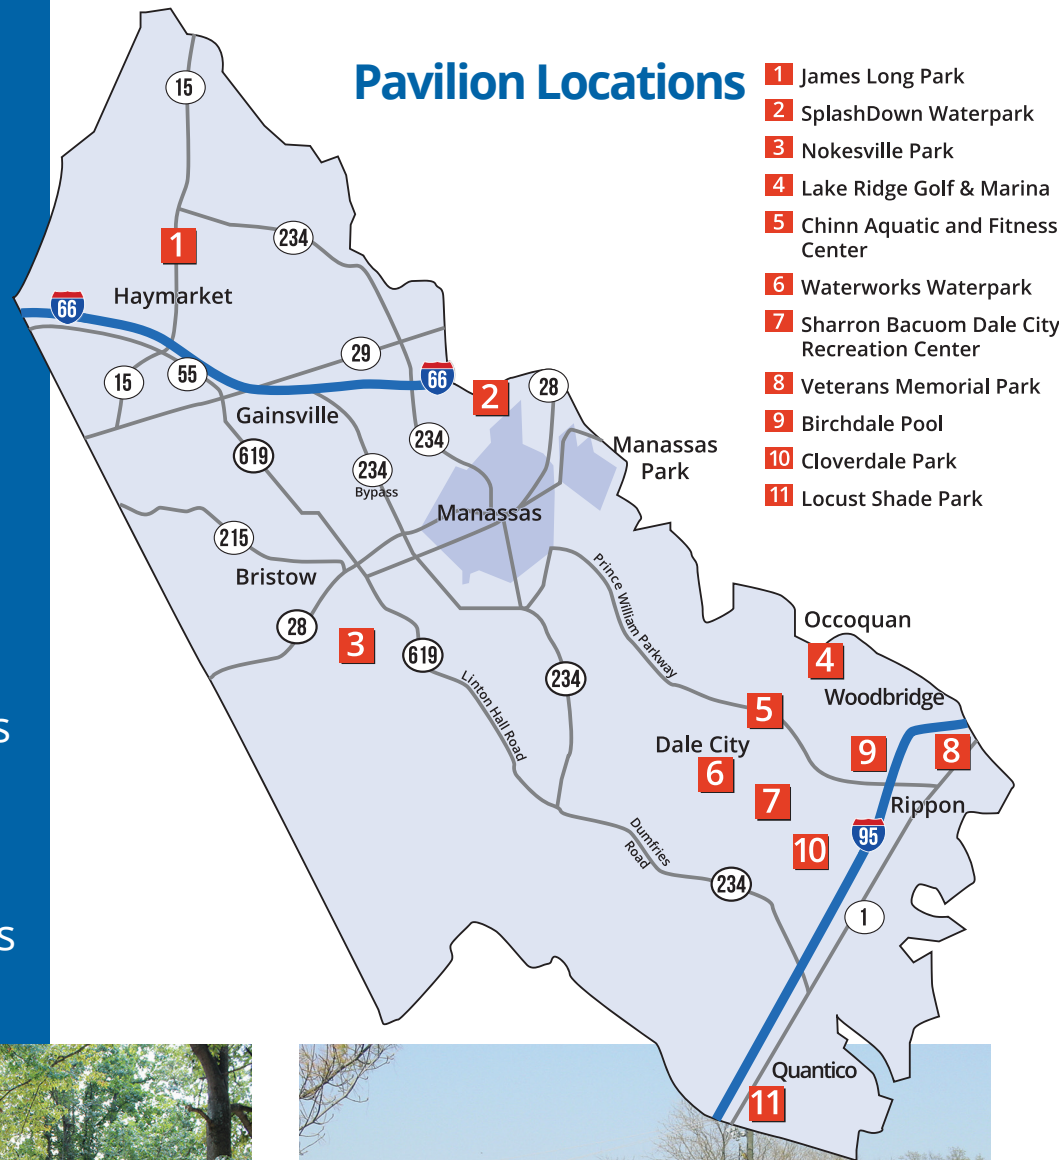 Pavilion Locations
1 James Long Park
2 SplashDown Waterpark
3 Nokesville Park
4 Lake Ridge Golf & Marina
5 Chinn Aquatic and Fitness
Center
6 Waterworks Waterpark
7 Sharron Bacuom Dale City
Recreation Center
8 Veterans Memorial Park
9 Birchdale Pool
10 Cloverdale Park
11 Locust Shade Park
15
234
1
Haymarket
66
29
55
15
66
2
28
Gainsville
234
Manassas
Park
619
234
Bypass
Manassas
215
Bristow
Prince William Parkway
28
3
619
Linton Hall Road
234
Occoquan
4
Woodbridge
5
Dale City
6
9
8
7
Rippon
10
95
Dumfries
Road
234
1
Quantico
11
s
s